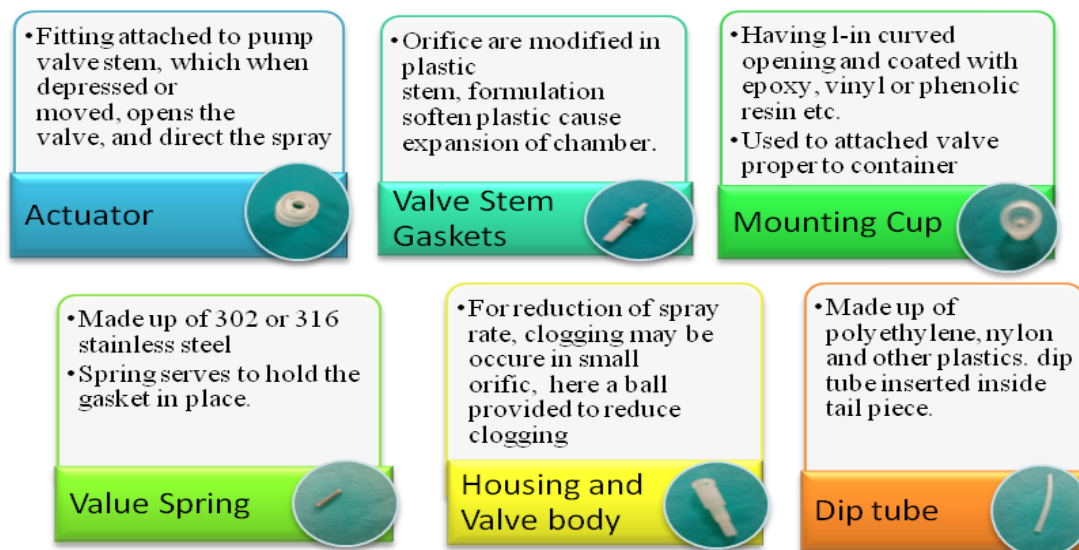 •Fitting attached to pump
valve stem, which when
depressed or
moved, opens the
valve, and direct the spray
Actuator
•Orifice are modified in
plastic
stem, formulation
soften plastic cause
expansion of chamber.
Valve Stem
Gaskets
•Having l-in curved
opening and coated with
epoxy, vinyl or phenolic
resin etc.
•Used to attached valve
proper to container
Mounting Cup
•Made up of 302 or 316
stainless steel
•Spring serves to hold the
gasket in place.
Value Spring
•For reduction of spray
rate, clogging may be
occure in small
orific, here a ball
provided to reduce
clogging
Housing and
Valve body
•Made up of
polyethylene, nylon
and other plastics. dip
tube inserted inside
tail piece.
Dip tube